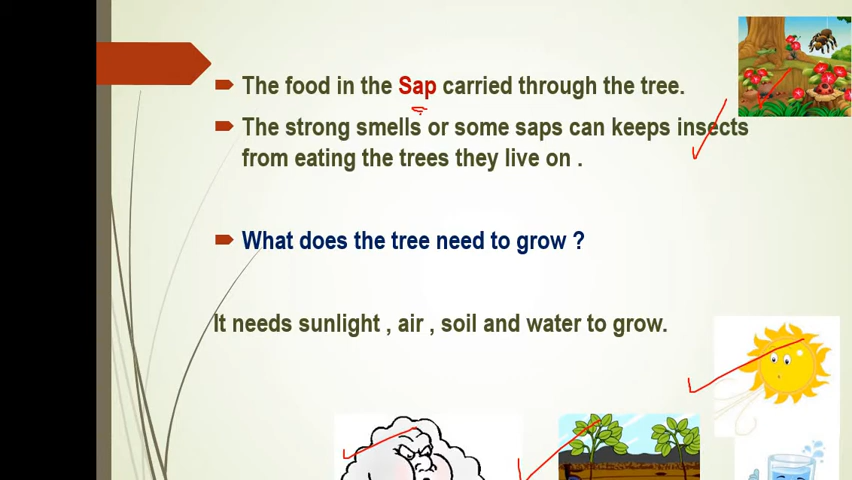 The food in the Sap carried through the tree.
The strong smells or some saps can keeps insects
from eating the trees they live on .
What does the tree need to grow ?
It needs sunlight , air , soil and water to grow.